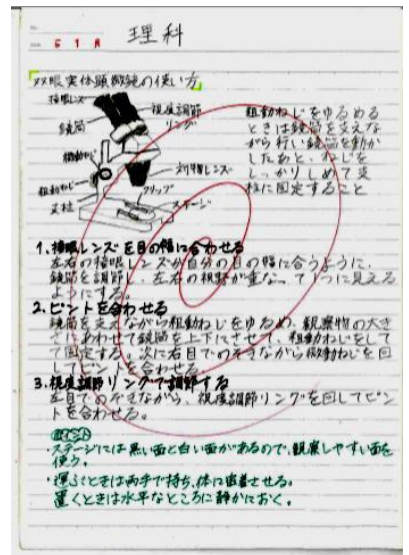 理科
5 1 月
双眼実体顕微鏡の使い方
接眼レンズ
視度調節
リング
鏡筒
微動ねじ
対物レンズ
粗動ねじ
クリップ
支柱
ステージ
粗動ねじをゆるめる
ときは鏡筒を支えな
がら行い鏡筒を動か
したあと、ねじを
しっかりしめて支
柱に固定すること
1.接眼レンズを目の幅に合わせる
左右の接眼レンズが自分の目の幅に合うように、
鏡筒を調節し、左右の視野が重なって1つに見える
ようにする。
2.ピントを合わせる
鏡筒を支えながら粗動ねじをゆるめ、観察物の大き
さにあわせて鏡筒を上下にさせて、粗動ねじをして
て固定する。次に右目でのぞきながら微動ねじを回
してピントを合わせる。
3.視度調節リングで調節する
左目でのぞきながら、視度調節リングを回してピン
トを合わせる。
ポイント
・ステージには黒い面と白い面があるので、観察しやすい面を
使う。
・運ぶときは両手で持ち、体に密着させる。
置くときは水平なところに静かにおく。